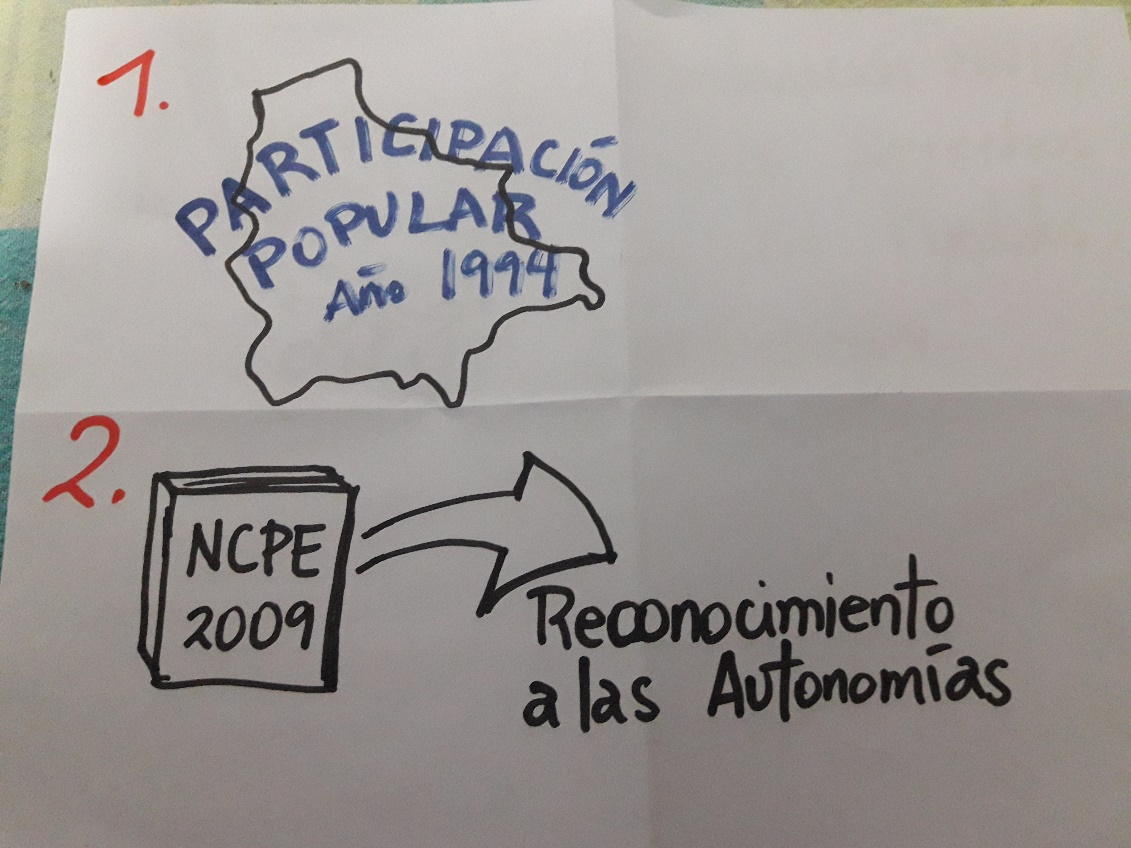 1.
PARTICIPACIÓN
POPULAR
Año 1994
2.
NCPE
2009
Reconocimiento
a las Autonomías